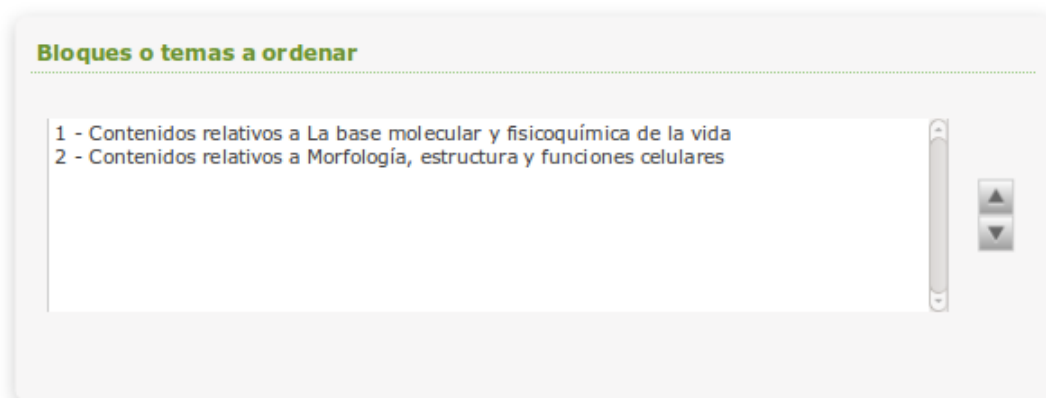 Bloques o temas a ordenar
1 - Contenidos relativos a La base molecular y fisicoquímica de la vida
2 - Contenidos relativos a Morfología, estructura y funciones celulares